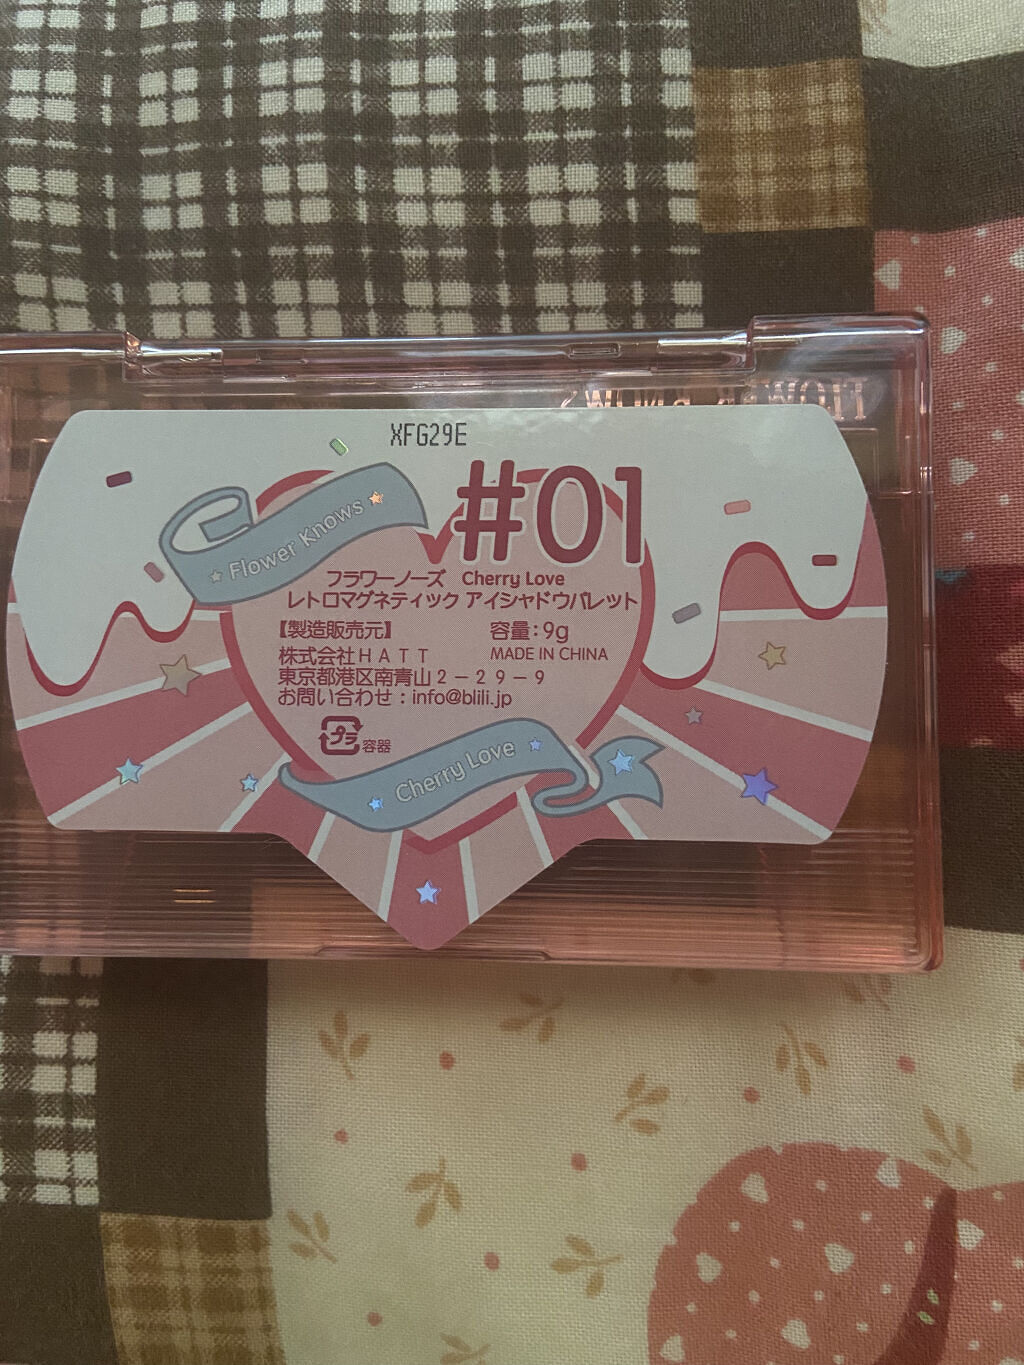 FLOWER KNOWS
XFG29E
#01
Flower Knows
フラワーノーズ Cherry Love
レトロマグネティック アイシャドウパレット
【製造販売元】 容量:9g
株式会社HATT MADE IN CHINA
東京都港区南青山2-29-9
お問い合わせ:info@blili.jp
プラ 容器
Cherry Love